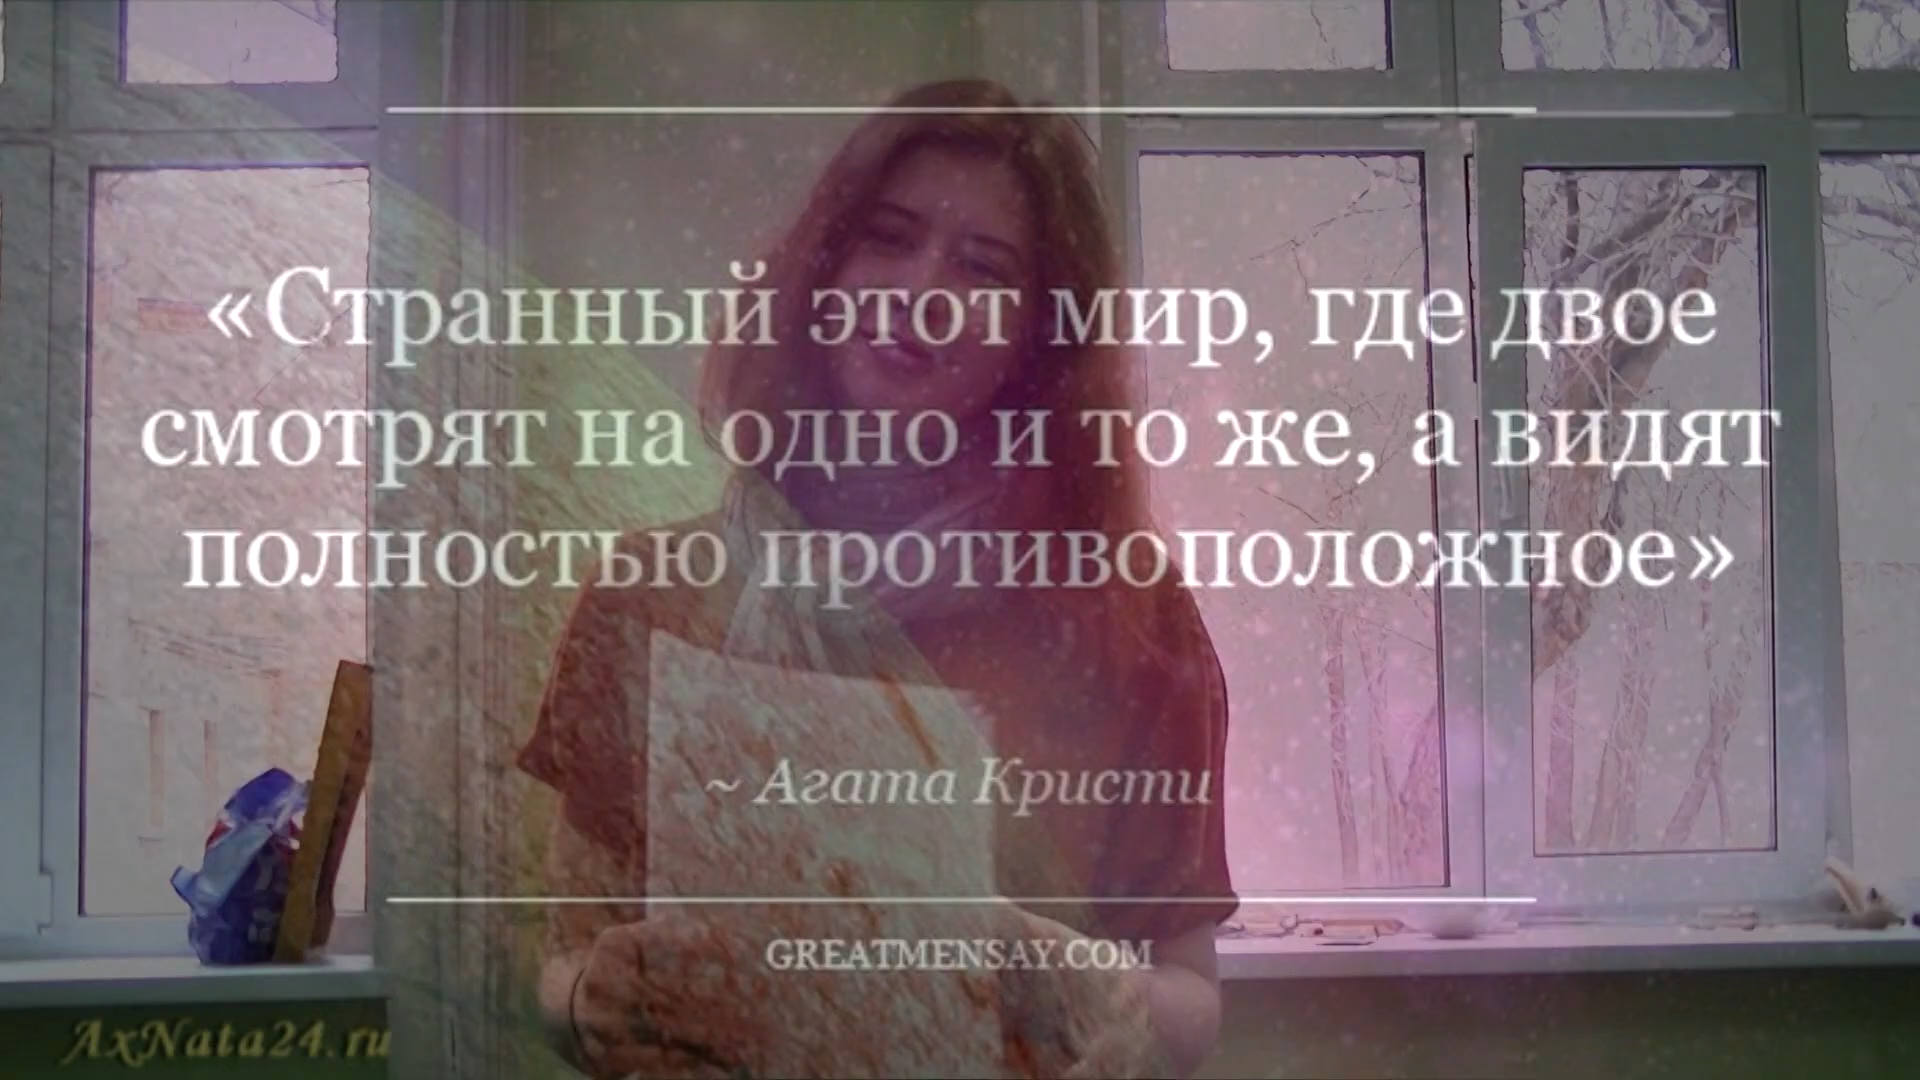 «Странный этот мир, где двое
смотрят на одно и то же, а видят
полностью противоположное»
~ Агата Кристи
GREATMENSAY.COM
AxNata24.ru